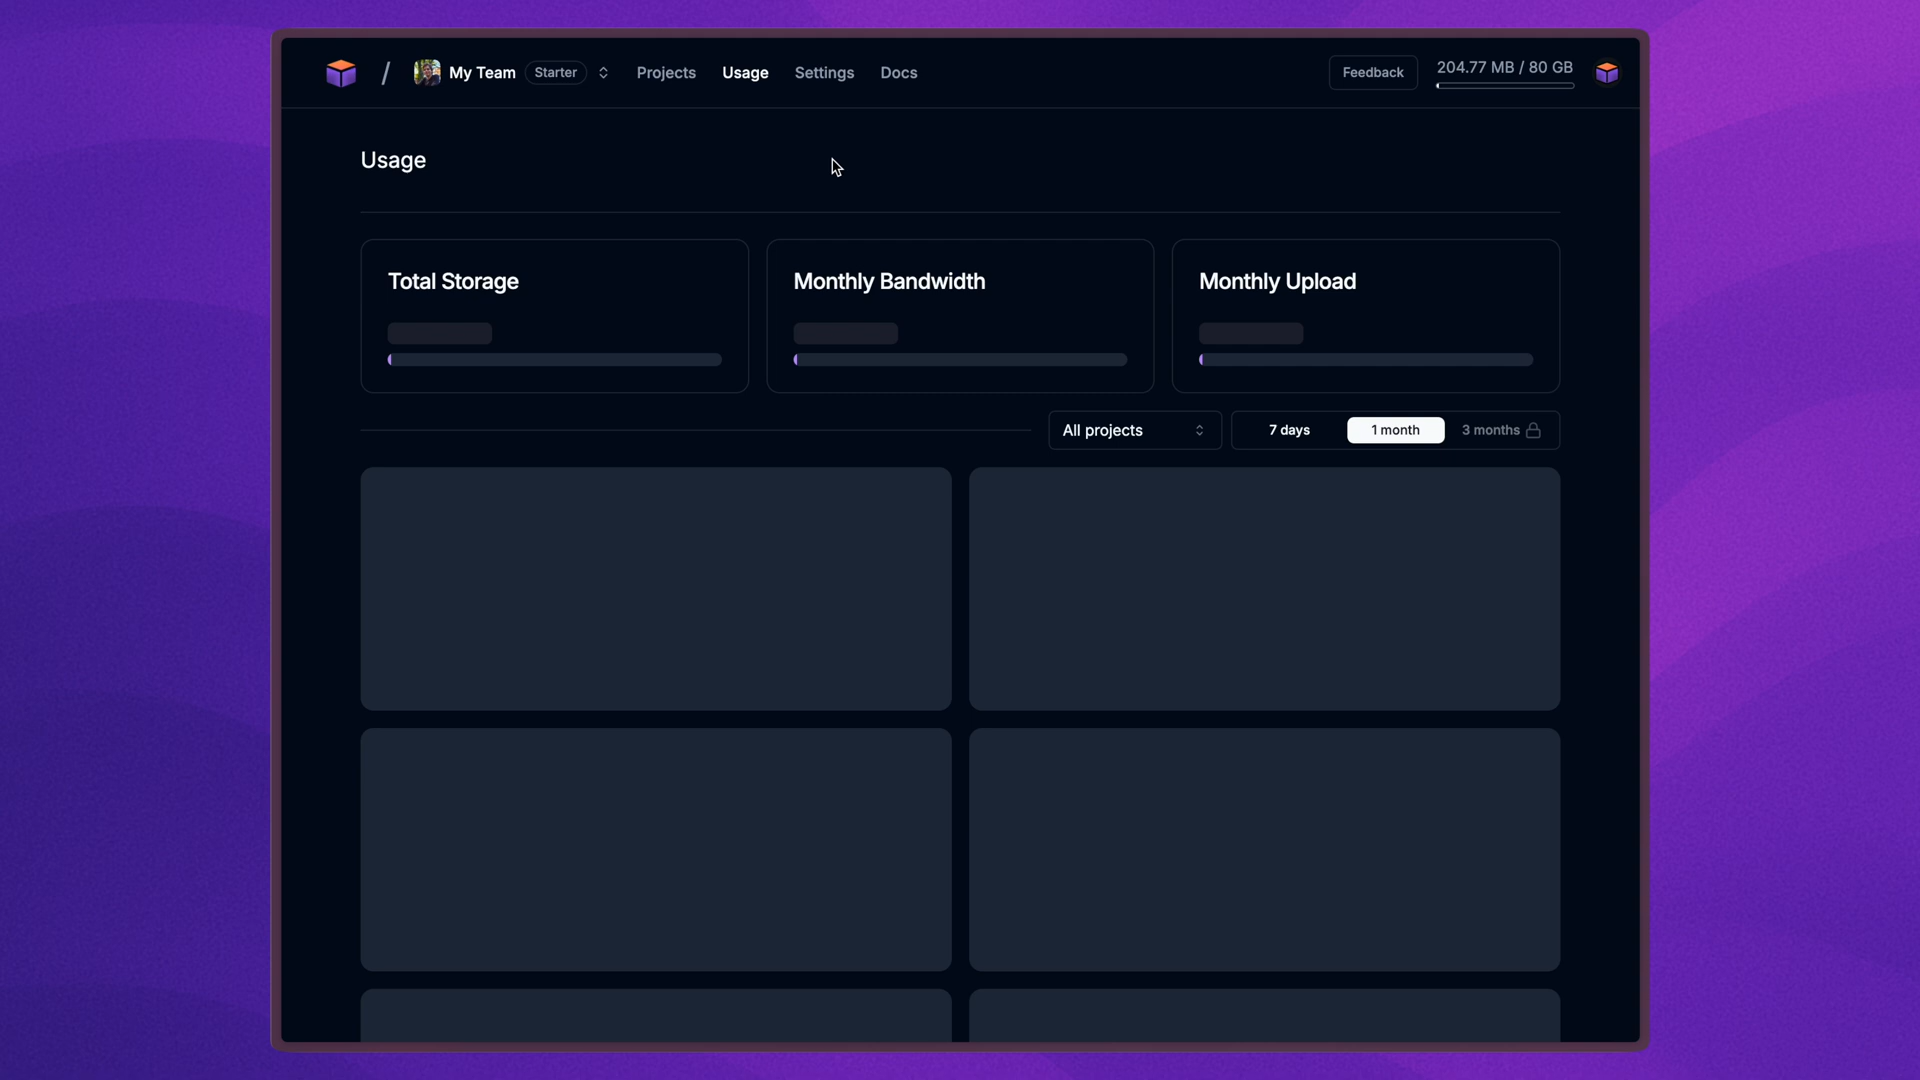 / My Team Starter Projects Usage Settings Docs Feedback 204.77 MB / 80 GB
Usage
Total Storage
Monthly Bandwidth
Monthly Upload
All projects 7 days 1 month 3 months